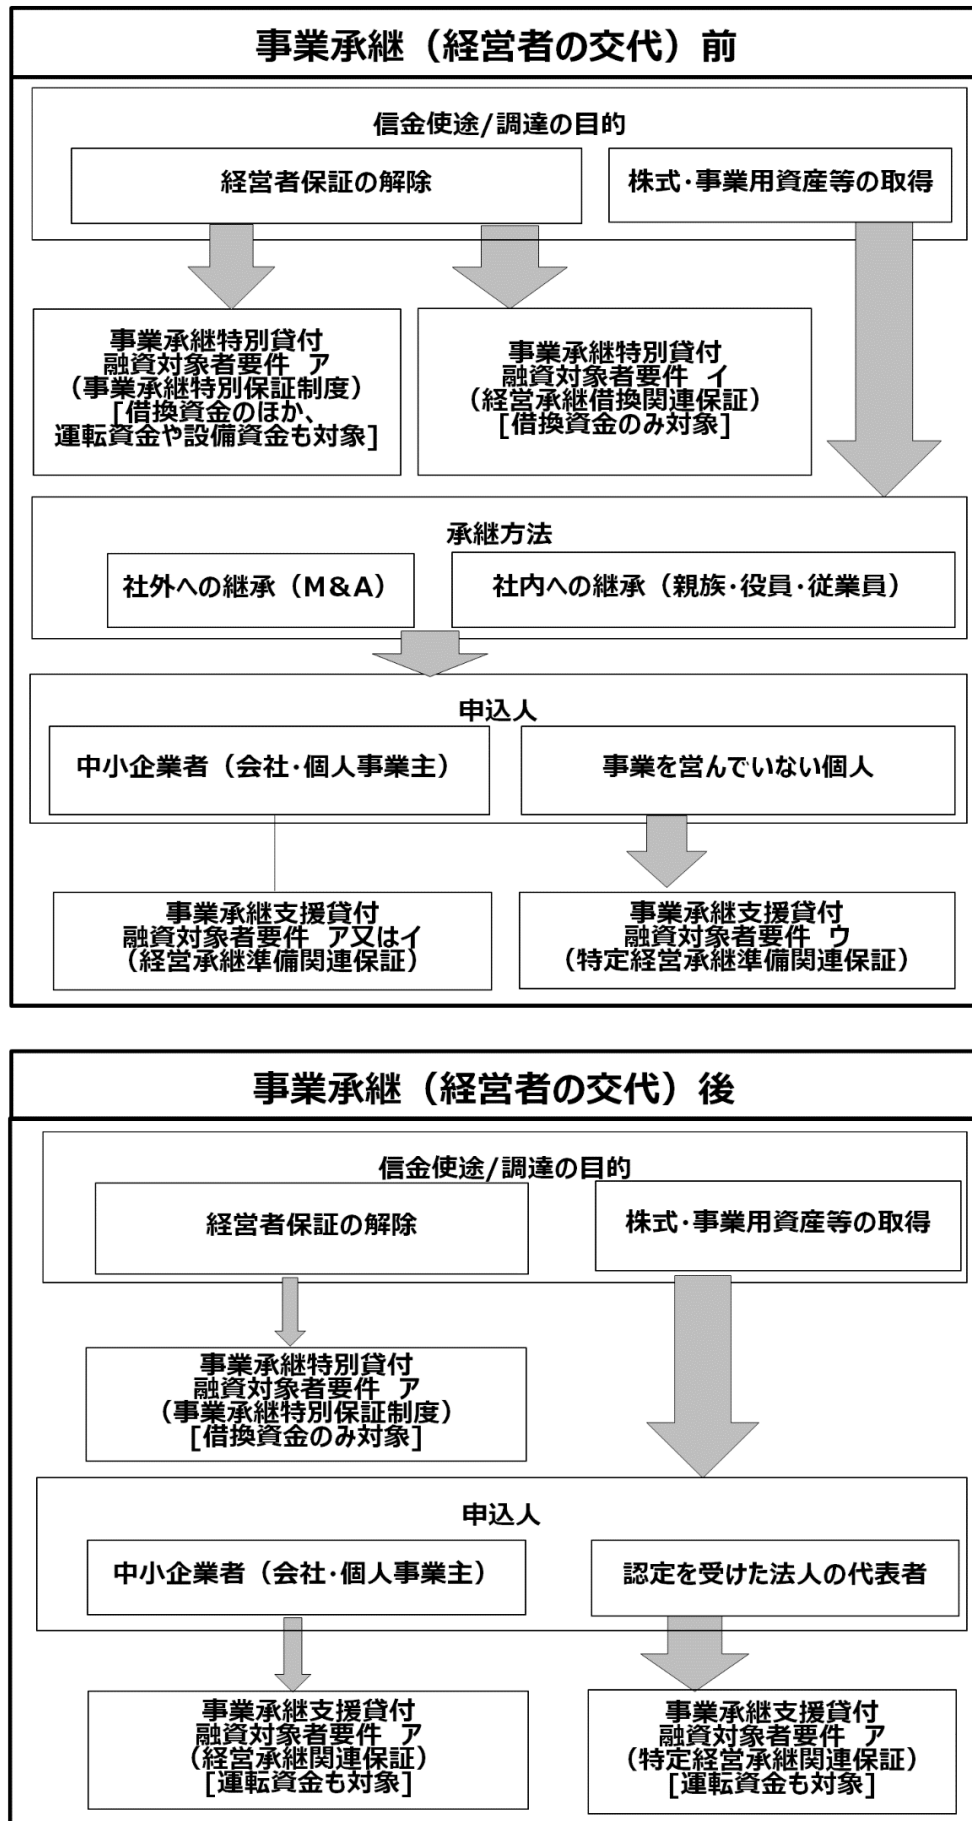 事業承継（経営者の交代）前
信金使途/調達の目的
経営者保証の解除
株式･事業用資産等の取得
事業承継特別貸付
融資対象者要件 ア
（事業承継特別保証制度）
[借換資金のほか、
運転資金や設備資金も対象]
事業承継特別貸付
融資対象者要件 イ
（経営承継借換関連保証）
[借換資金のみ対象]
承継方法
社外への継承（M＆A）
社内への継承（親族･役員･従業員）
申込人
中小企業者（会社･個人事業主）
事業を営んでいない個人
事業承継支援貸付
融資対象者要件 ア又はイ
（経営承継準備関連保証）
事業承継支援貸付
融資対象者要件 ウ
（特定経営承継準備関連保証）
事業承継（経営者の交代）後
信金使途/調達の目的
経営者保証の解除
株式･事業用資産等の取得
事業承継特別貸付
融資対象者要件 ア
（事業承継特別保証制度）
[借換資金のみ対象]
申込人
中小企業者（会社･個人事業主）
認定を受けた法人の代表者
事業承継支援貸付
融資対象者要件 ア
（経営承継関連保証）
[運転資金も対象]
事業承継支援貸付
融資対象者要件 ア
（特定経営承継関連保証）
[運転資金も対象]